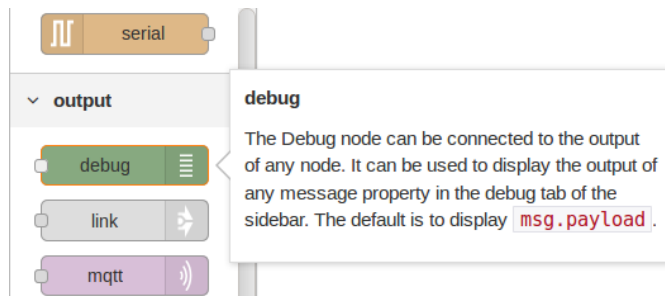 serial
output
debug
link
mqtt
debug
The Debug node can be connected to the output
of any node. It can be used to display the output of
any message property in the debug tab of the
sidebar. The default is to display msg.payload.